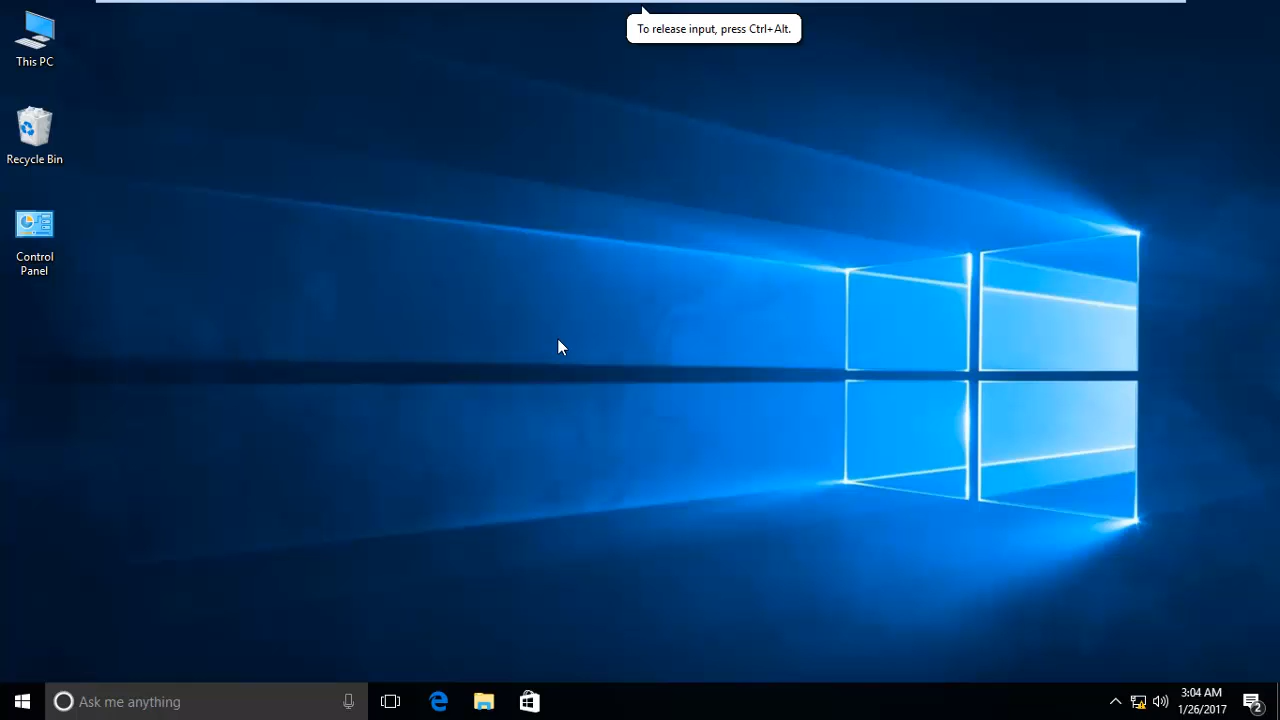 To release input, press Ctrl+Alt.
This PC
Recycle Bin
Control
Panel
Ask me anything
3:04 AM
1/26/2017
2